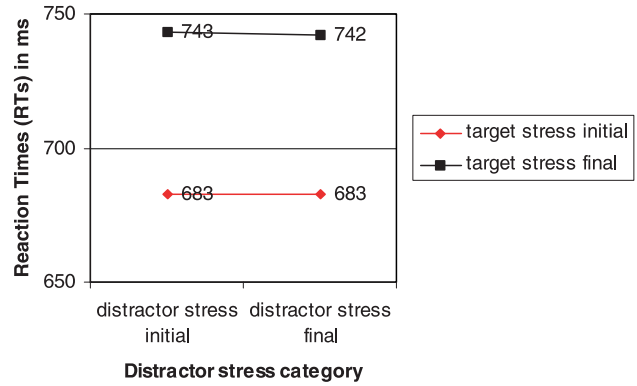 Reaction Times (RTs) in ms
750
700
650
743
742
683
683
target stress initial
target stress final
distractor stress initial
distractor stress final
Distractor stress category